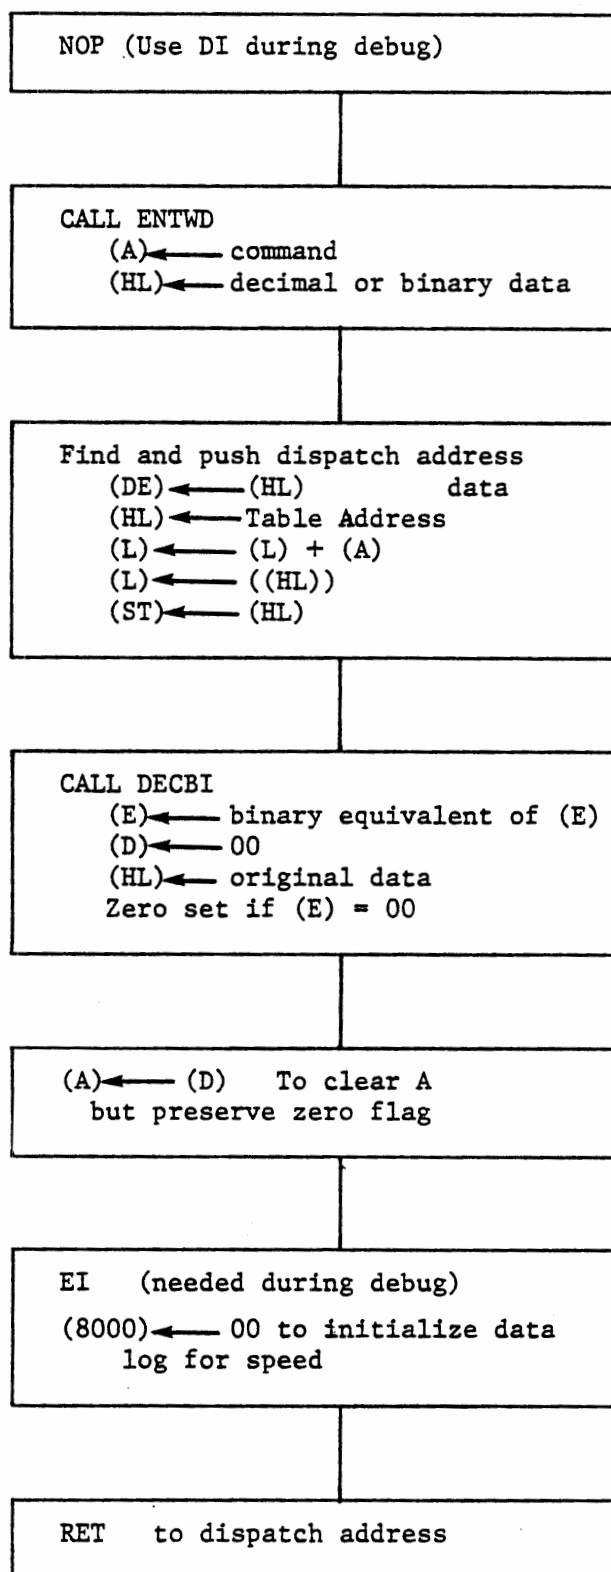 NOP (Use DI during debug)
CALL ENTWD
(A)← command
(HL)← decimal or binary data
Find and push dispatch address
(DE)← (HL) data
(HL)← Table Address
(L)← (L) + (A)
(L)← ((HL))
(ST)← (HL)
CALL DECBI
(E)← binary equivalent of (E)
(D)← 00
(HL)← original data
Zero set if (E) = 00
(A)← (D) To clear A
but preserve zero flag
EI (needed during debug)
(8000)← 00 to initialize data
log for speed
RET to dispatch address